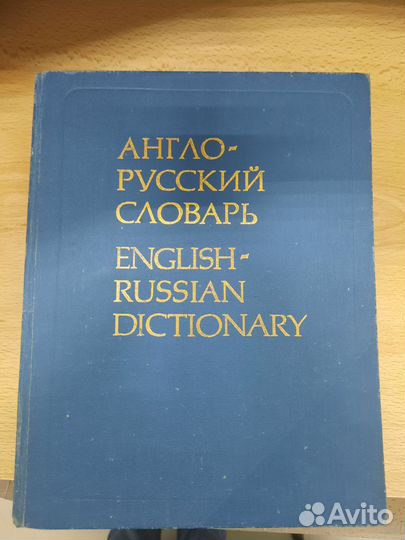 АНГЛО-
РУССКИЙ
СЛОВАРЬ
ENGLISH-
RUSSIAN
DICTIONARY
Avito